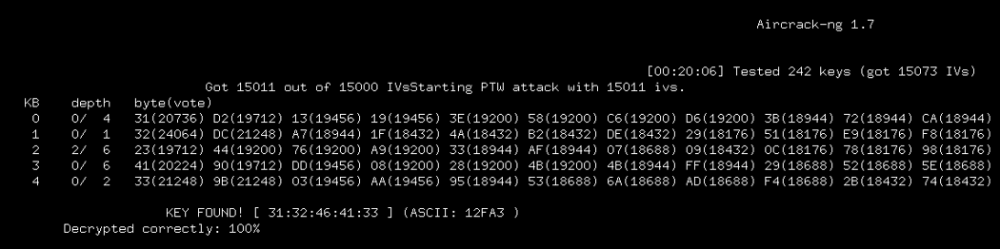 Aircrack-ng 1.7
[00:20:06] Tested 242 keys (got 15073 IVs)
Got 15011 out of 15000 IVsStarting PTW attack with 15011 ivs.
KB depth byte(vote)
0 0/ 4 31(20736) D2(19712) 13(19456) 19(19456) 3E(19200) 58(19200) C6(19200) D6(19200) 3B(18944) 72(18944) CA(18944)
1 0/ 1 32(24064) DC(21248) A7(18944) 1F(18432) 4A(18432) B2(18432) DE(18432) 29(18176) 51(18176) E9(18176) F8(18176)
2 2/ 6 23(19712) 44(19200) 76(19200) A9(19200) 33(18944) AF(18944) 07(18688) 09(18432) 0C(18176) 78(18176) 98(18176)
3 0/ 6 41(20224) 90(19712) DD(19456) 08(19200) 28(19200) 4B(19200) 4B(18944) FF(18944) 29(18688) 52(18688) 5E(18688)
4 0/ 2 33(21248) 9B(21248) 03(19456) AA(19456) 95(18944) 53(18688) 6A(18688) AD(18688) F4(18688) 2B(18432) 74(18432)
KEY FOUND! [ 31:32:46:41:33 ] (ASCII: 12FA3 )
Decrypted correctly: 100%